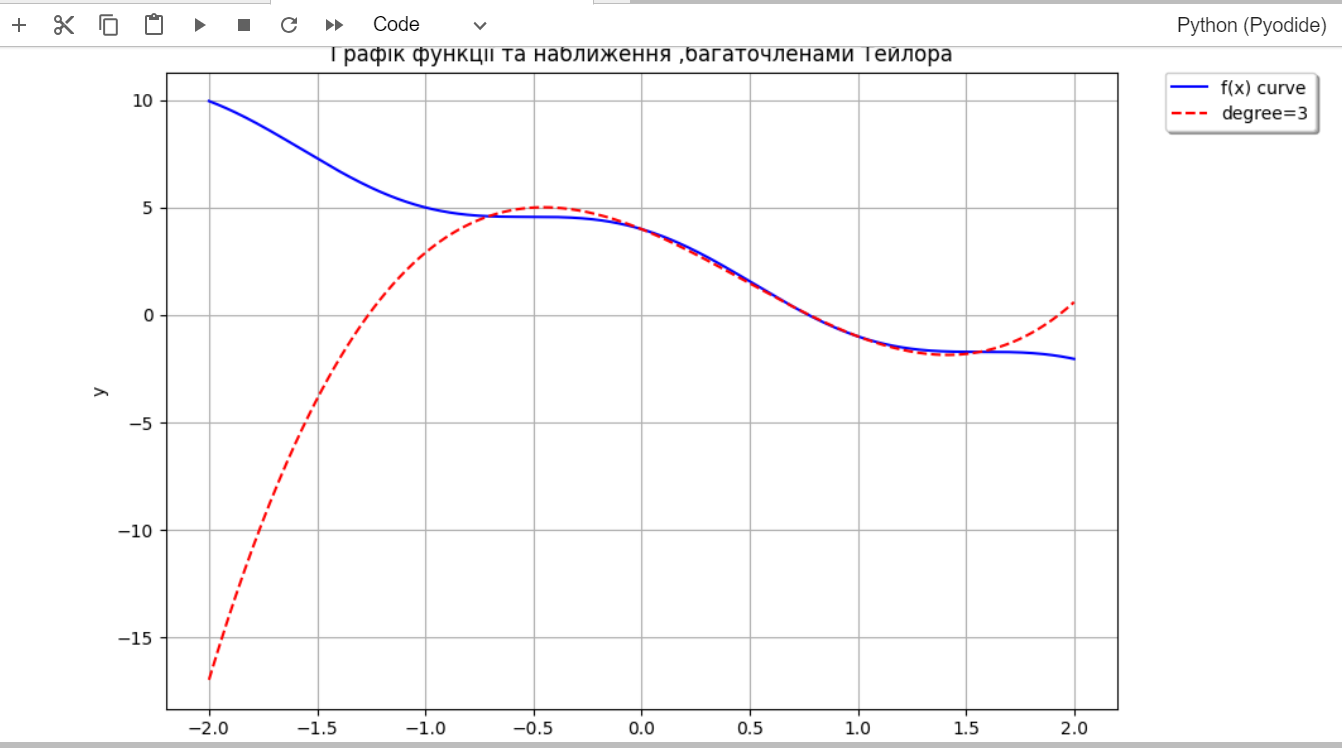 Code
Python (Pyodide)
Графік функції та наближення ,багаточленами Тейлора
f(x) curve
degree=3
10
5
0
−5
−10
−15
y
−2.0 −1.5 −1.0 −0.5 0.0 0.5 1.0 1.5 2.0